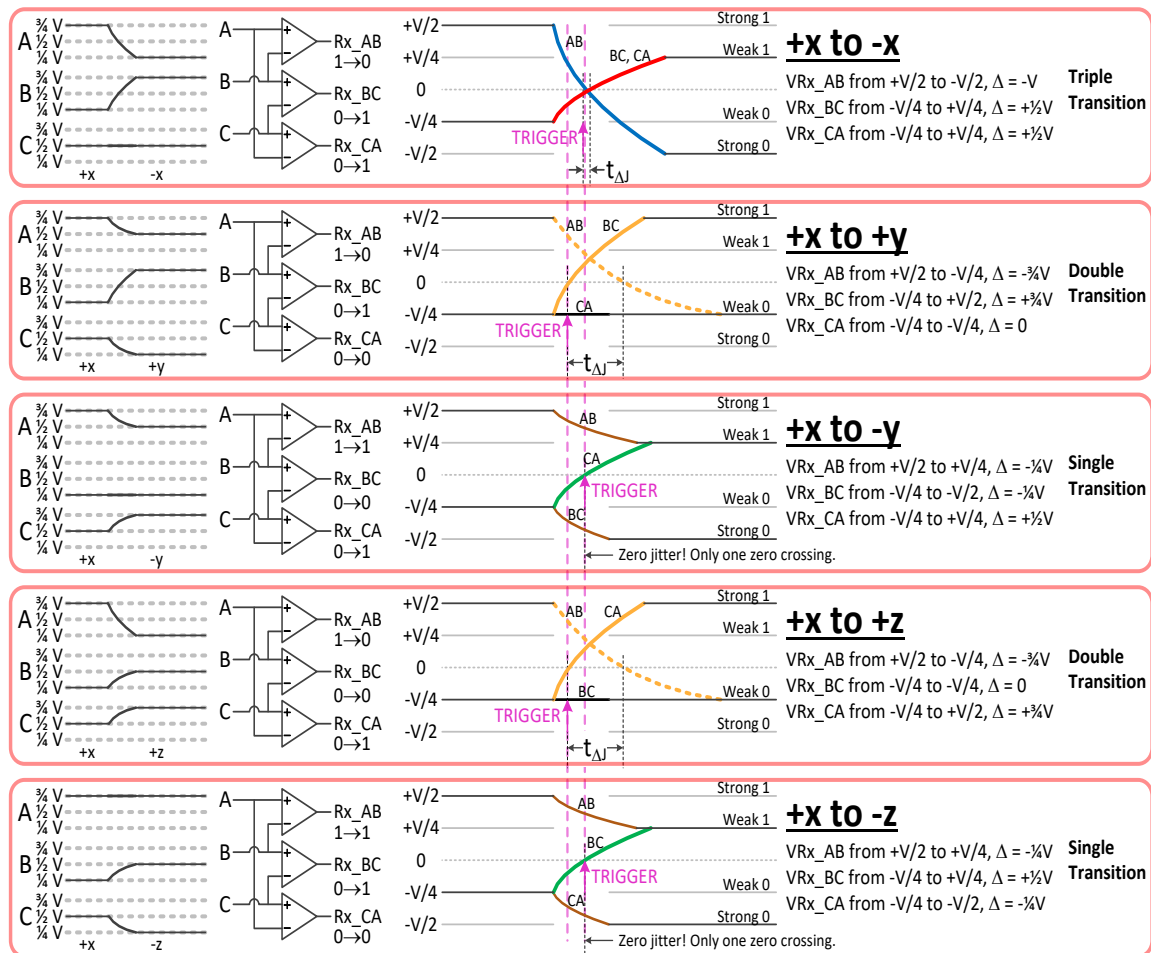 A ¾ V
½ V
¼ V
B ¾ V
½ V
¼ V
C ¾ V
½ V
¼ V
+x -x
A
B
C
+
−
+
−
+
−
Rx_AB
1→0
Rx_BC
0→1
Rx_CA
0→1
+V/2
+V/4
0
-V/4
-V/2
AB
BC, CA
TRIGGER
tΔJ
Strong 1
Weak 1
Weak 0
Strong 0
+x to -x
VRx_AB from +V/2 to -V/2, Δ = -V
VRx_BC from -V/4 to +V/4, Δ = +½V
VRx_CA from -V/4 to +V/4, Δ = +½V
Triple
Transition
A ¾ V
½ V
¼ V
B ¾ V
½ V
¼ V
C ¾ V
½ V
¼ V
+x +y
A
B
C
+
−
+
−
+
−
Rx_AB
1→0
Rx_BC
0→1
Rx_CA
0→0
+V/2
+V/4
0
-V/4
-V/2
AB BC
CA
TRIGGER
tΔJ
Strong 1
Weak 1
Weak 0
Strong 0
+x to +y
VRx_AB from +V/2 to -V/4, Δ = -¾V
VRx_BC from -V/4 to +V/2, Δ = +¾V
VRx_CA from -V/4 to -V/4, Δ = 0
Double
Transition
A ¾ V
½ V
¼ V
B ¾ V
½ V
¼ V
C ¾ V
½ V
¼ V
+x -y
A
B
C
+
−
+
−
+
−
Rx_AB
1→1
Rx_BC
0→0
Rx_CA
0→1
+V/2
+V/4
0
-V/4
-V/2
AB
CA
TRIGGER
BC
Zero jitter! Only one zero crossing.
Strong 1
Weak 1
Weak 0
Strong 0
+x to -y
VRx_AB from +V/2 to +V/4, Δ = -¼V
VRx_BC from -V/4 to -V/2, Δ = -¼V
VRx_CA from -V/4 to +V/4, Δ = +½V
Single
Transition
A ¾ V
½ V
¼ V
B ¾ V
½ V
¼ V
C ¾ V
½ V
¼ V
+x +z
A
B
C
+
−
+
−
+
−
Rx_AB
1→0
Rx_BC
0→0
Rx_CA
0→1
+V/2
+V/4
0
-V/4
-V/2
AB CA
BC
TRIGGER
tΔJ
Strong 1
Weak 1
Weak 0
Strong 0
+x to +z
VRx_AB from +V/2 to -V/4, Δ = -¾V
VRx_BC from -V/4 to -V/4, Δ = 0
VRx_CA from -V/4 to +V/2, Δ = +¾V
Double
Transition
A ¾ V
½ V
¼ V
B ¾ V
½ V
¼ V
C ¾ V
½ V
¼ V
+x -z
A
B
C
+
−
+
−
+
−
Rx_AB
1→1
Rx_BC
0→1
Rx_CA
0→0
+V/2
+V/4
0
-V/4
-V/2
AB
BC
TRIGGER
CA
Zero jitter! Only one zero crossing.
Strong 1
Weak 1
Weak 0
Strong 0
+x to -z
VRx_AB from +V/2 to +V/4, Δ = -¼V
VRx_BC from -V/4 to +V/4, Δ = +½V
VRx_CA from -V/4 to -V/2, Δ = -¼V
Single
Transition